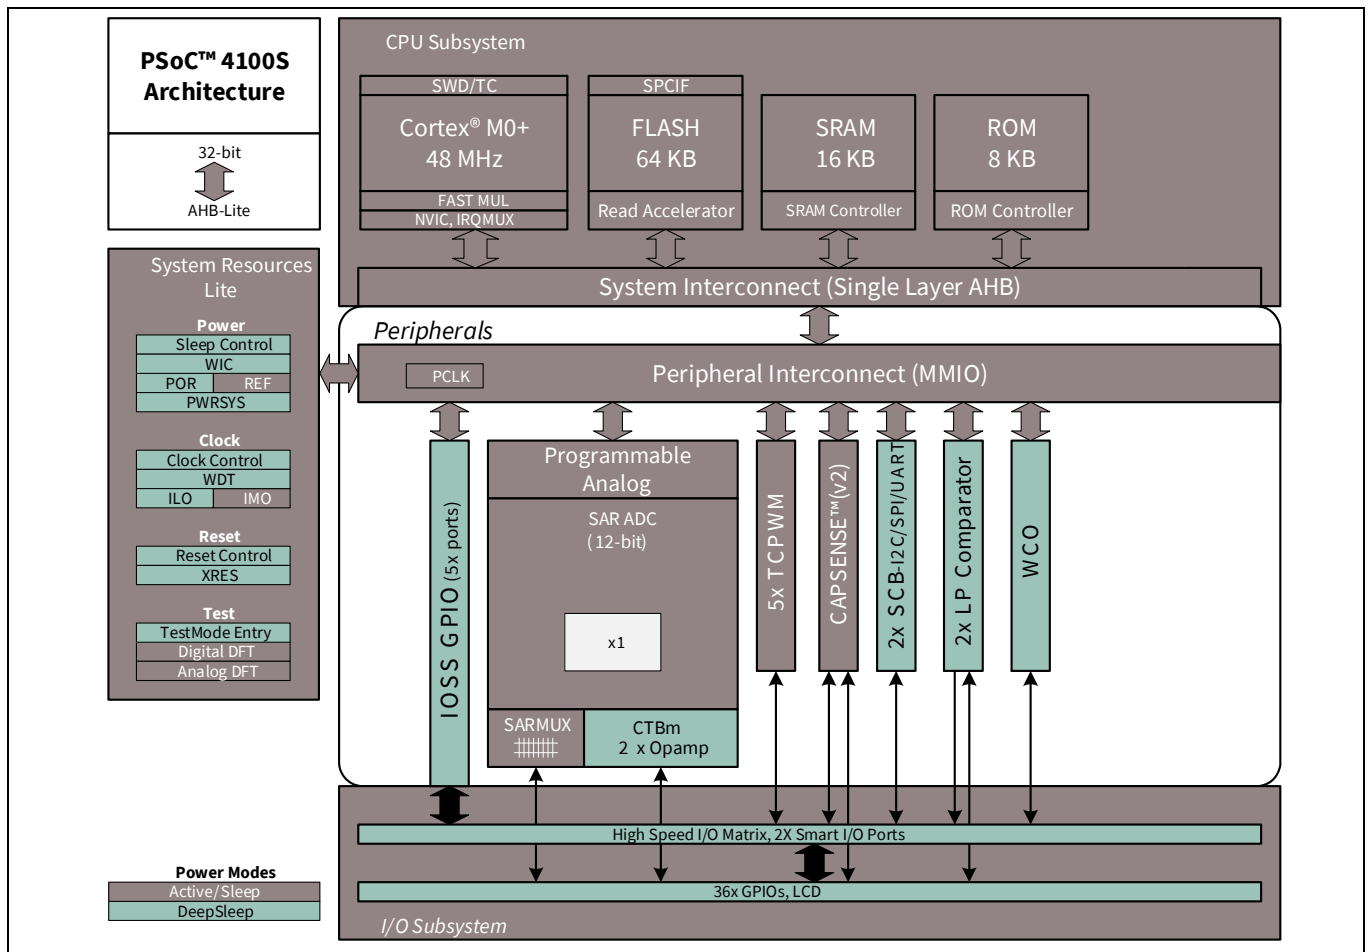 PSoC™ 4100S
Architecture
32-bit
AHB-Lite
CPU Subsystem
SWD/TC
Cortex® M0+
48 MHz
FAST MUL
NVIC, IRQMUX
SPCIF
FLASH
64 KB
Read Accelerator
SRAM
16 KB
SRAM Controller
ROM
8 KB
ROM Controller
System Interconnect (Single Layer AHB)
System Resources
Lite
Power
Sleep Control
WIC
POR
REF
PWRSYS
Clock
Clock Control
WDT
ILO
IMO
Reset
Reset Control
XRES
Test
TestMode Entry
Digital DFT
Analog DFT
Peripherals
PCLK
Peripheral Interconnect (MMIO)
IOSS GPIO (5x ports)
Programmable
Analog
SAR ADC
(12-bit)
x1
SARMUX
CTBm
2 x Opamp
5x TCPWM
CAPSENSE™(v2)
2x SCB-I2C/SPI/UART
2x LP Comparator
WCO
High Speed I/O Matrix, 2X Smart I/O Ports
36x GPIOs, LCD
I/O Subsystem
Power Modes
Active/Sleep
DeepSleep